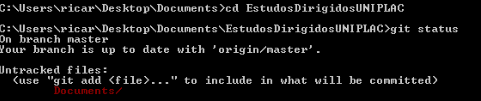 C:\Users\ricar\Desktop\Documents>cd EstudosDirigidosUNIPLAC
C:\Users\ricar\Desktop\Documents\EstudosDirigidosUNIPLAC>git status
On branch master
Your branch is up to date with 'origin/master'.
Untracked files:
(use "git add <file>..." to include in what will be committed)
Documents/